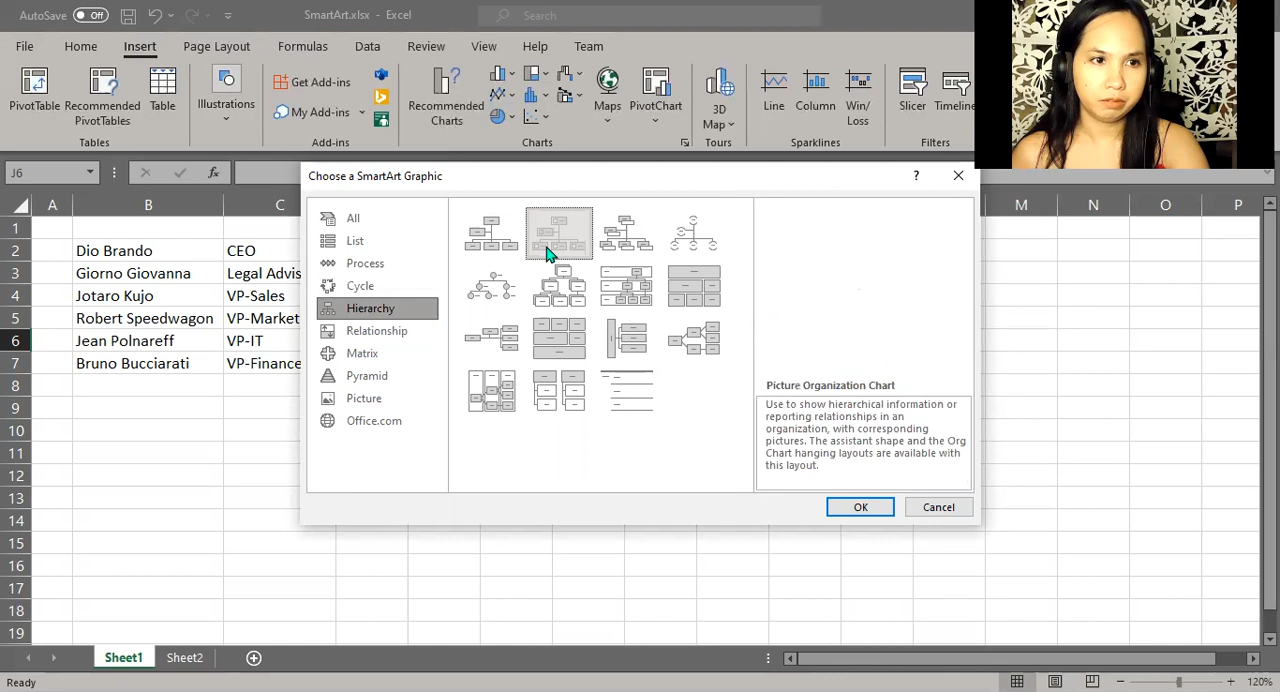 AutoSave Off SmartArt.xlsx - Excel Search
File Home Insert Page Layout Formulas Data Review View Help Team
PivotTable Recommended PivotTables Table
Tables
Illustrations
Get Add-ins
My Add-ins
Add-ins
Recommended Charts Maps PivotChart
Charts
3D Map
Tours
Line Column Win/Loss
Sparklines
Slicer Timeline
Filters
J6 fx
A B C M N O P
Choose a SmartArt Graphic ?
1
2 Dio Brando CEO
3 Giorno Giovanna Legal Advis
4 Jotaro Kujo VP-Sales
5 Robert Speedwagon VP-Market
6 Jean Polnareff VP-IT
7 Bruno Bucciarati VP-Finance
8
9
10
11
12
13
14
15
16
17
18
19
All
List
Process
Cycle
Hierarchy
Relationship
Matrix
Pyramid
Picture
Office.com
Picture Organization Chart
Use to show hierarchical information or
reporting relationships in an
organization, with corresponding
pictures. The assistant shape and the Org
Chart hanging layouts are available with
this layout.
OK Cancel
Sheet1 Sheet2
Ready 120%